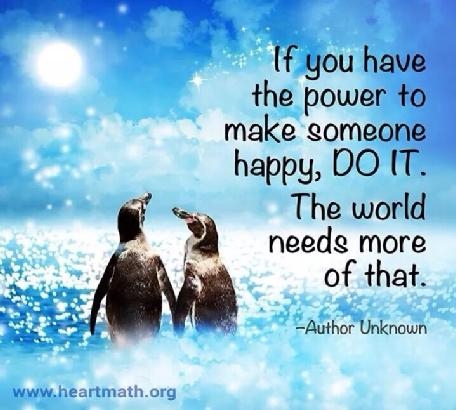 If you have
the power to
make someone
happy, DO IT.
The world
needs more
of that.
–Author Unknown
www.heartmath.org